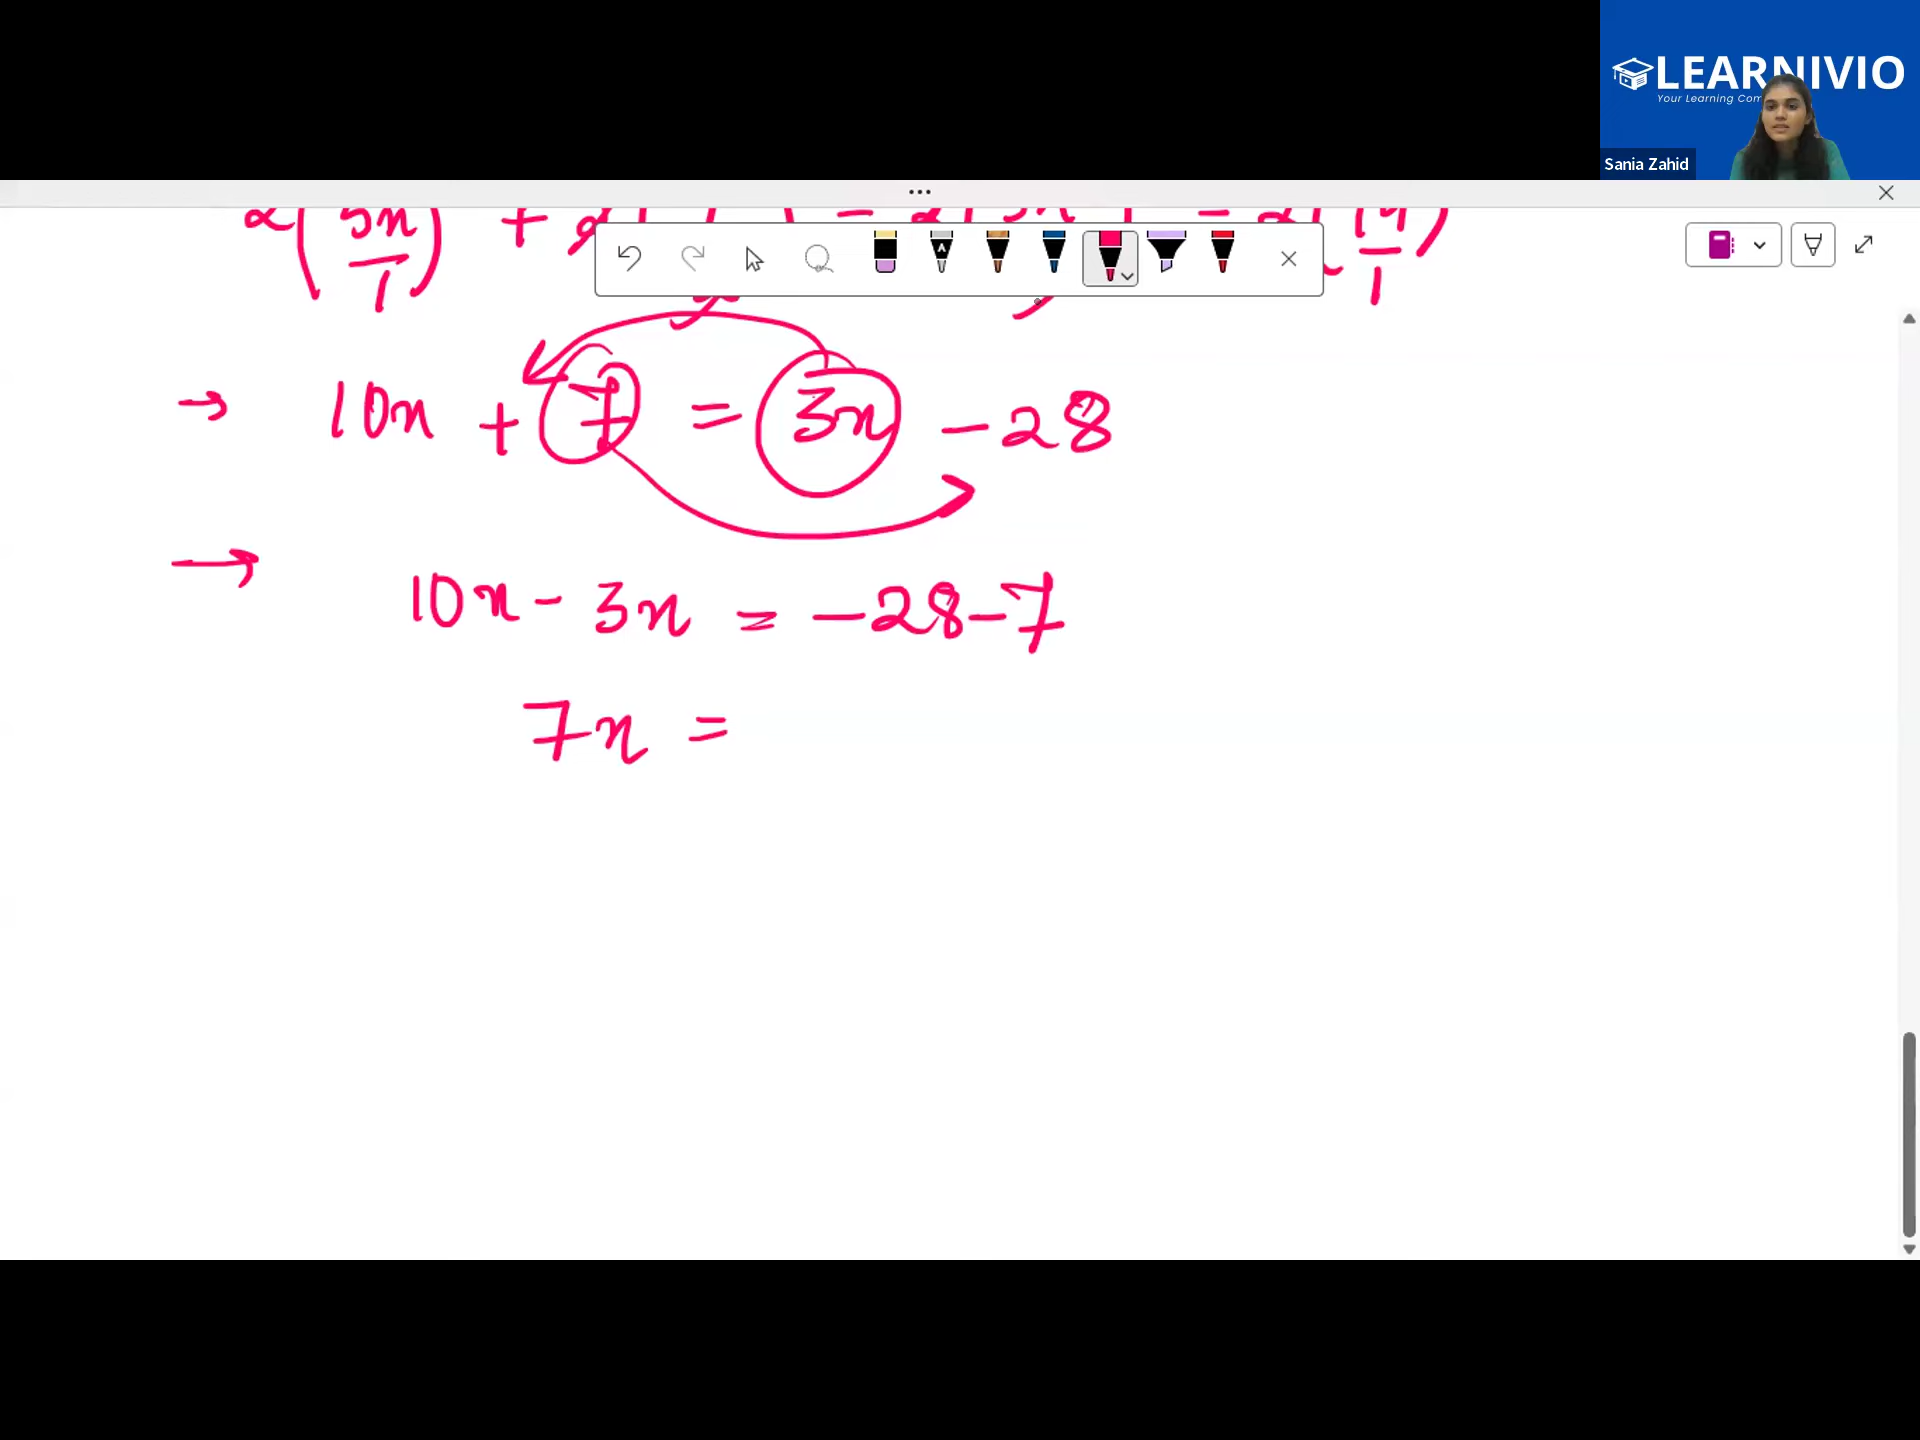 LEARNIVIO
Your Learning Com
Sania Zahid
→ 10x + 7 = 3x - 28
→ 10x - 3x = -28 - 7
7x =